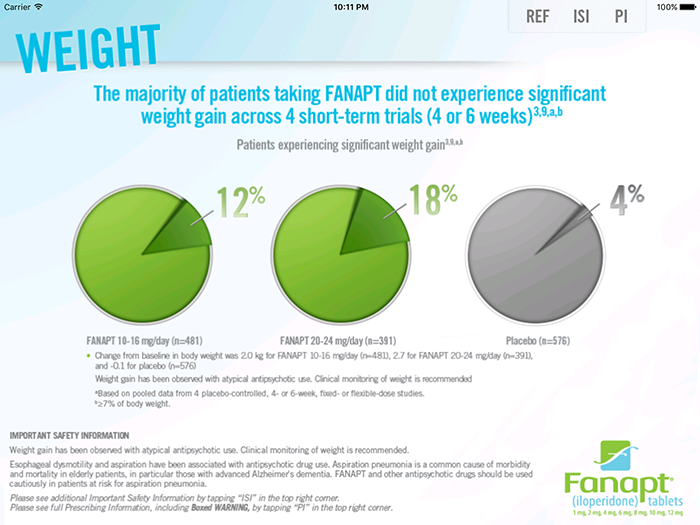 Carrier 10:11 PM 100%
REF ISI PI
WEIGHT
The majority of patients taking FANAPT did not experience significant
weight gain across 4 short-term trials (4 or 6 weeks)3,9,a,b
Patients experiencing significant weight gain3,9,a,b
12% 18% 4%
FANAPT 10-16 mg/day (n=481) FANAPT 20-24 mg/day (n=391) Placebo (n=576)
• Change from baseline in body weight was 2.0 kg for FANAPT 10-16 mg/day (n=481), 2.7 for FANAPT 20-24 mg/day (n=391),
and -0.1 for placebo (n=576)
Weight gain has been observed with atypical antipsychotic use. Clinical monitoring of weight is recommended
aBased on pooled data from 4 placebo-controlled, 4- or 6-week, fixed- or flexible-dose studies.
b≥7% of body weight.
IMPORTANT SAFETY INFORMATION
Weight gain has been observed with atypical antipsychotic use. Clinical monitoring of weight is recommended.
Esophageal dysmotility and aspiration have been associated with antipsychotic drug use. Aspiration pneumonia is a common cause of morbidity
and mortality in elderly patients, in particular those with advanced Alzheimer's dementia. FANAPT and other antipsychotic drugs should be used
cautiously in patients at risk for aspiration pneumonia.
Please see additional Important Safety Information by tapping “ISI” in the top right corner.
Please see full Prescribing Information, including Boxed WARNING, by tapping “PI” in the top right corner.
Fanapt®
(iloperidone) tablets
1 mg, 2 mg, 4 mg, 6 mg, 8 mg, 10 mg, 12 mg